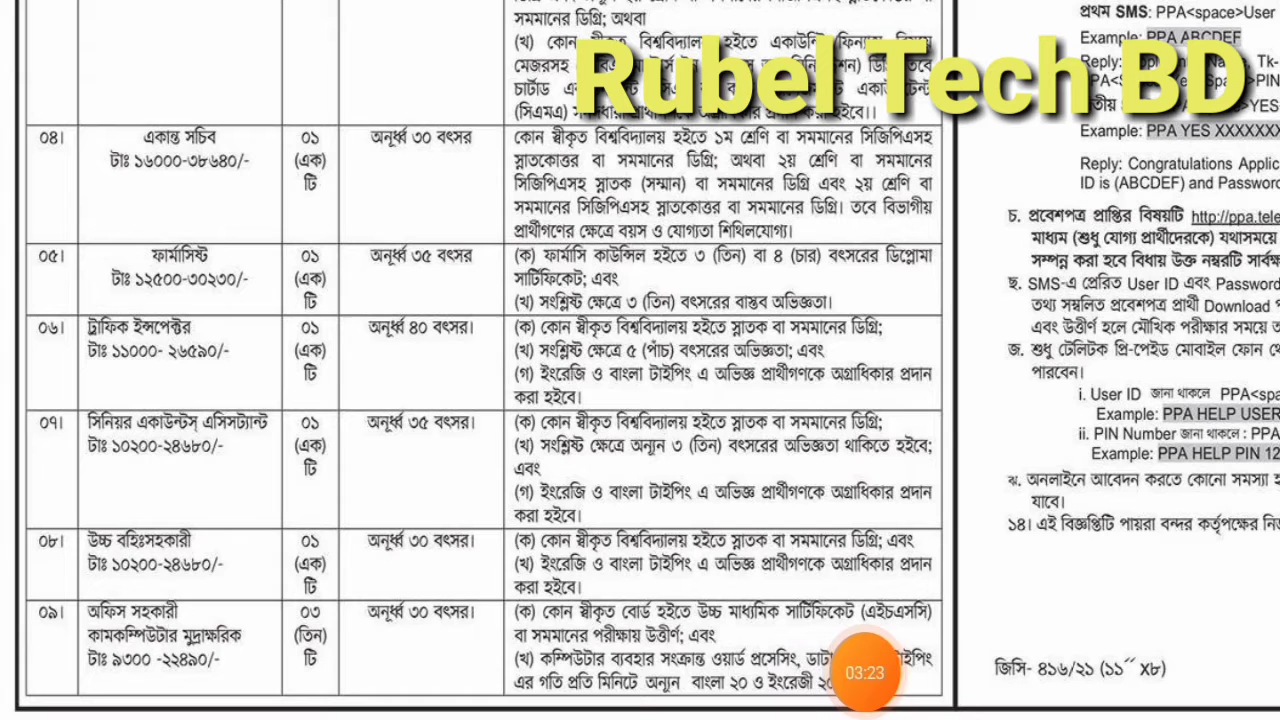 সমমানের ডিগ্রি; অথবা
(খ) কোন স্বীকৃত বিশ্ববিদ্যালয় হইতে
Rubel Tech BD
০৪। একান্ত সচিব
টাঃ ১৬০০০-৩৮৬৪০/-
০১
(এক)
টি
অনূর্ধ্ব ৩০ বৎসর
কোন স্বীকৃত বিশ্ববিদ্যালয় হইতে ১ম শ্রেণি বা সমমানের সিজিপিএসহ
স্নাতকোত্তর বা সমমানের ডিগ্রি; অথবা ২য় শ্রেণি বা সমমানের
সিজিপিএসহ স্নাতক (সম্মান) বা সমমানের ডিগ্রি এবং ২য় শ্রেণি বা
সমমানের সিজিপিএসহ স্নাতকোত্তর বা সমমানের ডিগ্রি। তবে বিভাগীয়
প্রার্থীগণের ক্ষেত্রে বয়স ও যোগ্যতা শিথিলযোগ্য।
০৫। ফার্মাসিস্ট
টাঃ ১২৫০০-৩০২৩০/-
০১
(এক)
টি
অনূর্ধ্ব ৩৫ বৎসর
(ক) ফার্মাসি কাউন্সিল হইতে ৩ (তিন) বা ৪ (চার) বৎসরের ডিপ্লোমা
সার্টিফিকেট; এবং
(খ) সংশ্লিষ্ট ক্ষেত্রে ৩ (তিন) বৎসরের বাস্তব অভিজ্ঞতা।
০৬। ট্রাফিক ইন্সপেক্টর
টাঃ ১১০০০- ২৬৫৯০/-
০১
(এক)
টি
অনূর্ধ্ব ৪০ বৎসর।
(ক) কোন স্বীকৃত বিশ্ববিদ্যালয় হইতে স্নাতক বা সমমানের ডিগ্রি;
(খ) সংশ্লিষ্ট ক্ষেত্রে ৫ (পাঁচ) বৎসরের অভিজ্ঞতা; এবং
(গ) ইংরেজি ও বাংলা টাইপিং এ অভিজ্ঞ প্রার্থীগণকে অগ্রাধিকার প্রদান
করা হইবে।
০৭। সিনিয়র একাউন্টস্ এসিসট্যান্ট
টাঃ ১০২০০-২৪৬৮০/-
০১
(এক)
টি
অনূর্ধ্ব ৩৫ বৎসর।
(ক) কোন স্বীকৃত বিশ্ববিদ্যালয় হইতে স্নাতক বা সমমানের ডিগ্রি;
(খ) সংশ্লিষ্ট ক্ষেত্রে অন্যূন ৩ (তিন) বৎসরের অভিজ্ঞতা থাকিতে হইবে;
এবং
(গ) ইংরেজি ও বাংলা টাইপিং এ অভিজ্ঞ প্রার্থীগণকে অগ্রাধিকার প্রদান
করা হইবে।
০৮। উচ্চ বহিঃসহকারী
টাঃ ১০২০০-২৪৬৮০/-
০১
(এক)
টি
অনূর্ধ্ব ৩০ বৎসর।
(ক) কোন স্বীকৃত বিশ্ববিদ্যালয় হইতে স্নাতক বা সমমানের ডিগ্রি; এবং
(খ) ইংরেজি ও বাংলা টাইপিং এ অভিজ্ঞ প্রার্থীগণকে অগ্রাধিকার প্রদান
করা হইবে।
০৯। অফিস সহকারী
কামকম্পিউটার মুদ্রাক্ষরিক
টাঃ ৯৩০০ -২২৪৯০/-
০৩
(তিন)
টি
অনূর্ধ্ব ৩০ বৎসর।
(ক) কোন স্বীকৃত বোর্ড হইতে উচ্চ মাধ্যমিক সার্টিফিকেট (এইচএসসি)
বা সমমানের পরীক্ষায় উত্তীর্ণ; এবং
(খ) কম্পিউটার ব্যবহার সংক্রান্ত ওয়ার্ড প্রসেসিং, ডাটা
এর গতি প্রতি মিনিটে অন্যূন বাংলা ২০ ও ইংরেজী
03:23
প্রথম SMS: PPA<space>User
Example: PPA ABCDEF
Example: PPA YES XXXXXXX
Reply: Congratulations Applic
ID is (ABCDEF) and Password
চ. প্রবেশপত্র প্রাপ্তির বিষয়টি http://ppa.tele
মাধ্যম (শুধু যোগ্য প্রার্থীদেরকে) যথাসময়ে
সম্পন্ন করা হবে বিধায় উক্ত নম্বরটি সার্বক্ষ
ছ. SMS-এ প্রেরিত User ID এবং Password
তথ্য সম্বলিত প্রবেশপত্র প্রার্থী Download
এবং উত্তীর্ণ হলে মৌখিক পরীক্ষার সময়ে
জ. শুধু টেলিটক প্রি-পেইড মোবাইল ফোন থে
পারবেন।
i. User ID জানা থাকলে PPA<spa
Example: PPA HELP USER
ii. PIN Number জানা থাকলে : PPA
Example: PPA HELP PIN 12
ঝ. অনলাইনে আবেদন করতে কোনো সমস্যা
যাবে।
১৪। এই বিজ্ঞপ্তিটি পায়রা বন্দর কর্তৃপক্ষের
জিসি- ৪১৬/২১ (১১˝ X৮)